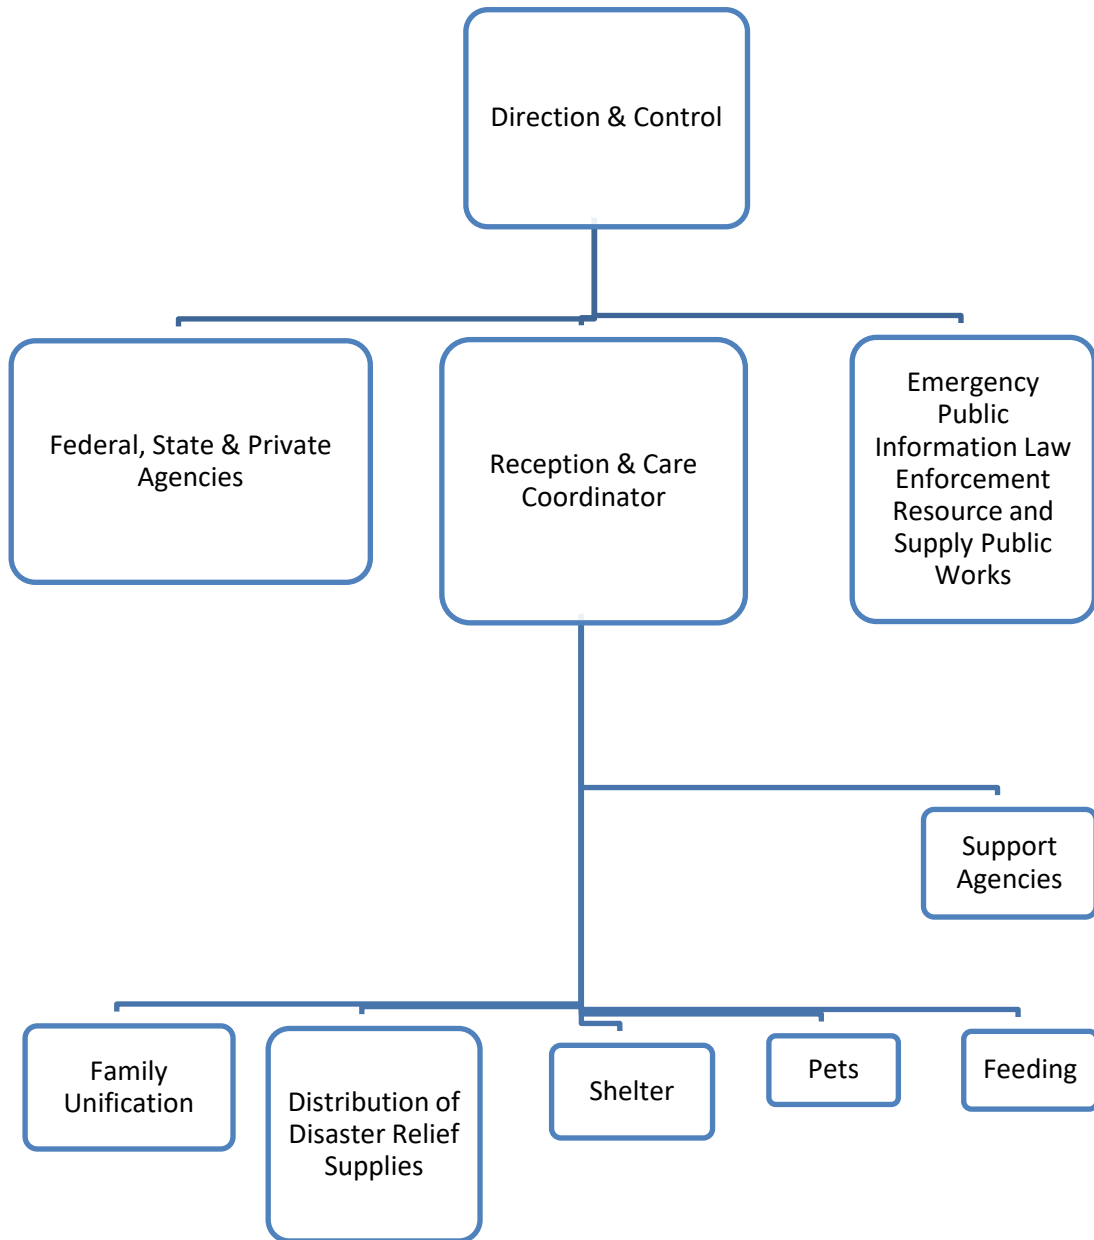 Direction & Control
Federal, State & Private
Agencies
Reception & Care
Coordinator
Emergency
Public
Information Law
Enforcement
Resource and
Supply Public
Works
Support
Agencies
Family
Unification
Distribution of
Disaster Relief
Supplies
Shelter
Pets
Feeding